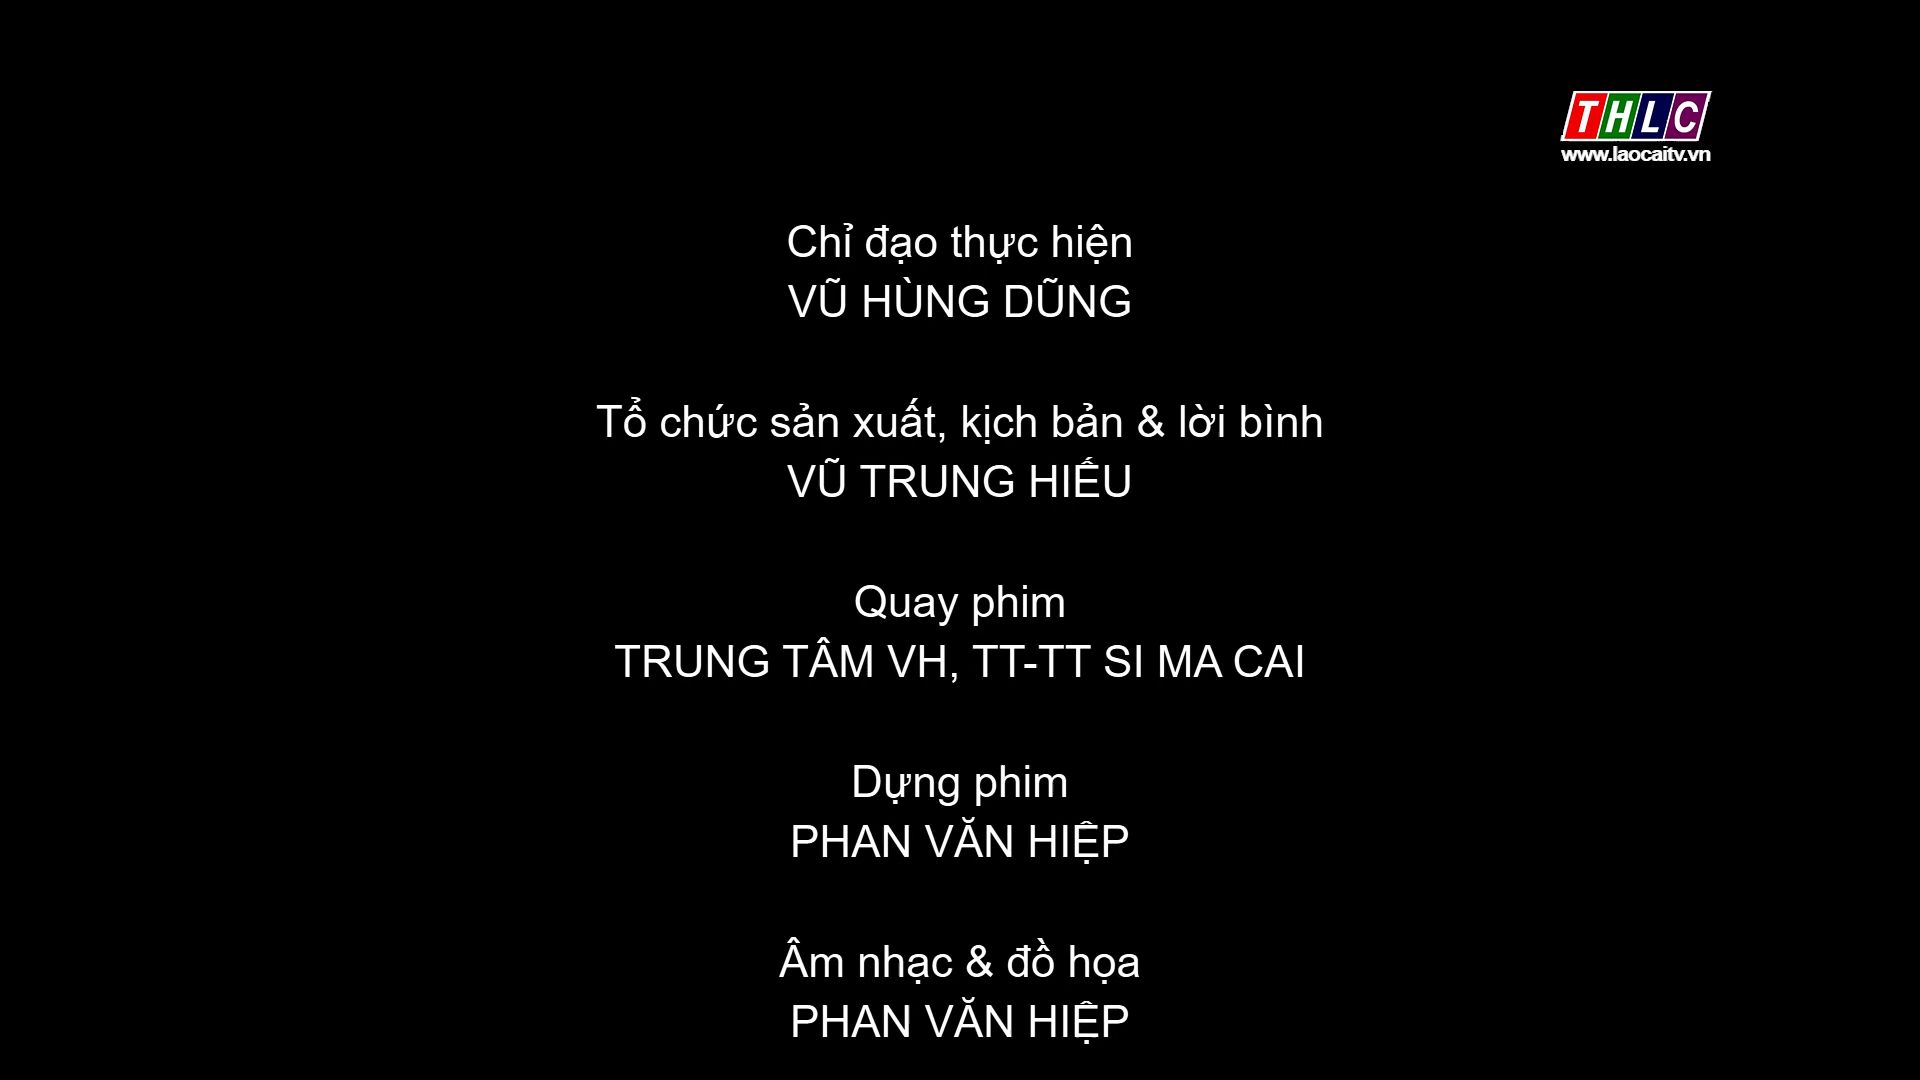 THLC
www.laocaitv.vn
Chỉ đạo thực hiện
VŨ HÙNG DŨNG
Tổ chức sản xuất, kịch bản & lời bình
VŨ TRUNG HIẾU
Quay phim
TRUNG TÂM VH, TT-TT SI MA CAI
Dựng phim
PHAN VĂN HIỆP
Âm nhạc & đồ họa
PHAN VĂN HIỆP